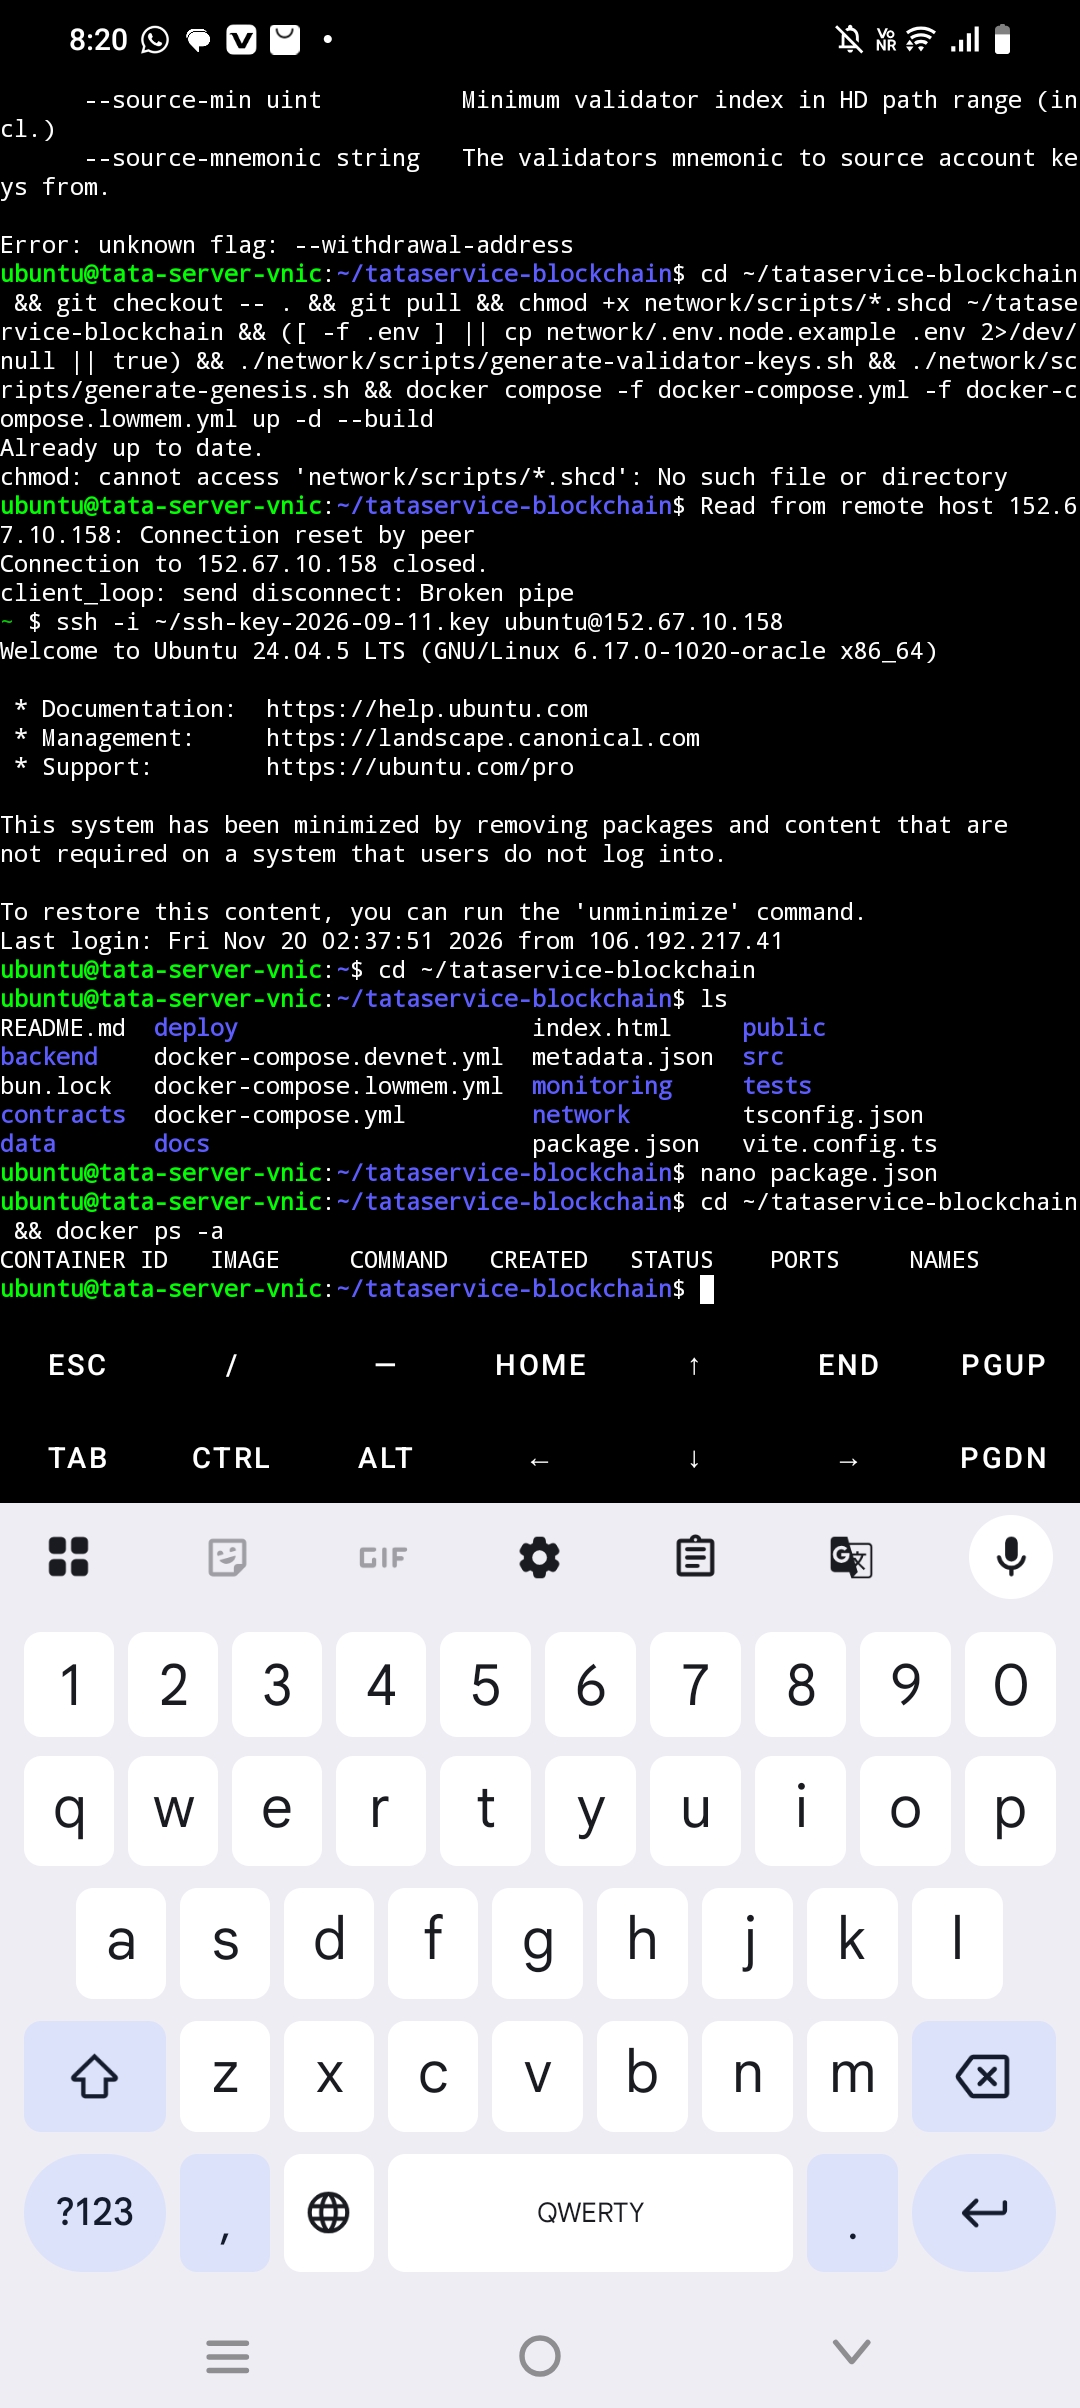 8:20
VoNR
      --source-min uint          Minimum validator index in HD path range (in
cl.)
      --source-mnemonic string   The validators mnemonic to source account ke
ys from.
Error: unknown flag: --withdrawal-address
ubuntu@tata-server-vnic:~/tataservice-blockchain$ cd ~/tataservice-blockchain
 && git checkout -- . && git pull && chmod +x network/scripts/*.shcd ~/tatase
rvice-blockchain && ([ -f .env ] || cp network/.env.node.example .env 2>/dev/
null || true) && ./network/scripts/generate-validator-keys.sh && ./network/sc
ripts/generate-genesis.sh && docker compose -f docker-compose.yml -f docker-c
ompose.lowmem.yml up -d --build
Already up to date.
chmod: cannot access 'network/scripts/*.shcd': No such file or directory
ubuntu@tata-server-vnic:~/tataservice-blockchain$ Read from remote host 152.6
7.10.158: Connection reset by peer
Connection to 152.67.10.158 closed.
client_loop: send disconnect: Broken pipe
~ $ ssh -i ~/ssh-key-2026-09-11.key ubuntu@152.67.10.158
Welcome to Ubuntu 24.04.5 LTS (GNU/Linux 6.17.0-1020-oracle x86_64)
 * Documentation:  https://help.ubuntu.com
 * Management:     https://landscape.canonical.com
 * Support:        https://ubuntu.com/pro
This system has been minimized by removing packages and content that are
not required on a system that users do not log into.
To restore this content, you can run the 'unminimize' command.
Last login: Fri Nov 20 02:37:51 2026 from 106.192.217.41
ubuntu@tata-server-vnic:~$ cd ~/tataservice-blockchain
ubuntu@tata-server-vnic:~/tataservice-blockchain$ ls
README.md  deploy                     index.html     public
backend    docker-compose.devnet.yml  metadata.json  src
bun.lock   docker-compose.lowmem.yml  monitoring     tests
contracts  docker-compose.yml         network        tsconfig.json
data       docs                       package.json   vite.config.ts
ubuntu@tata-server-vnic:~/tataservice-blockchain$ nano package.json
ubuntu@tata-server-vnic:~/tataservice-blockchain$ cd ~/tataservice-blockchain
 && docker ps -a
CONTAINER ID   IMAGE     COMMAND   CREATED   STATUS    PORTS     NAMES
ubuntu@tata-server-vnic:~/tataservice-blockchain$
ESC / — HOME ↑ END PGUP
TAB CTRL ALT ← ↓ → PGDN
GIF G 文
1 2 3 4 5 6 7 8 9 0
q w e r t y u i o p
a s d f g h j k l
z x c v b n m
?123 , QWERTY .